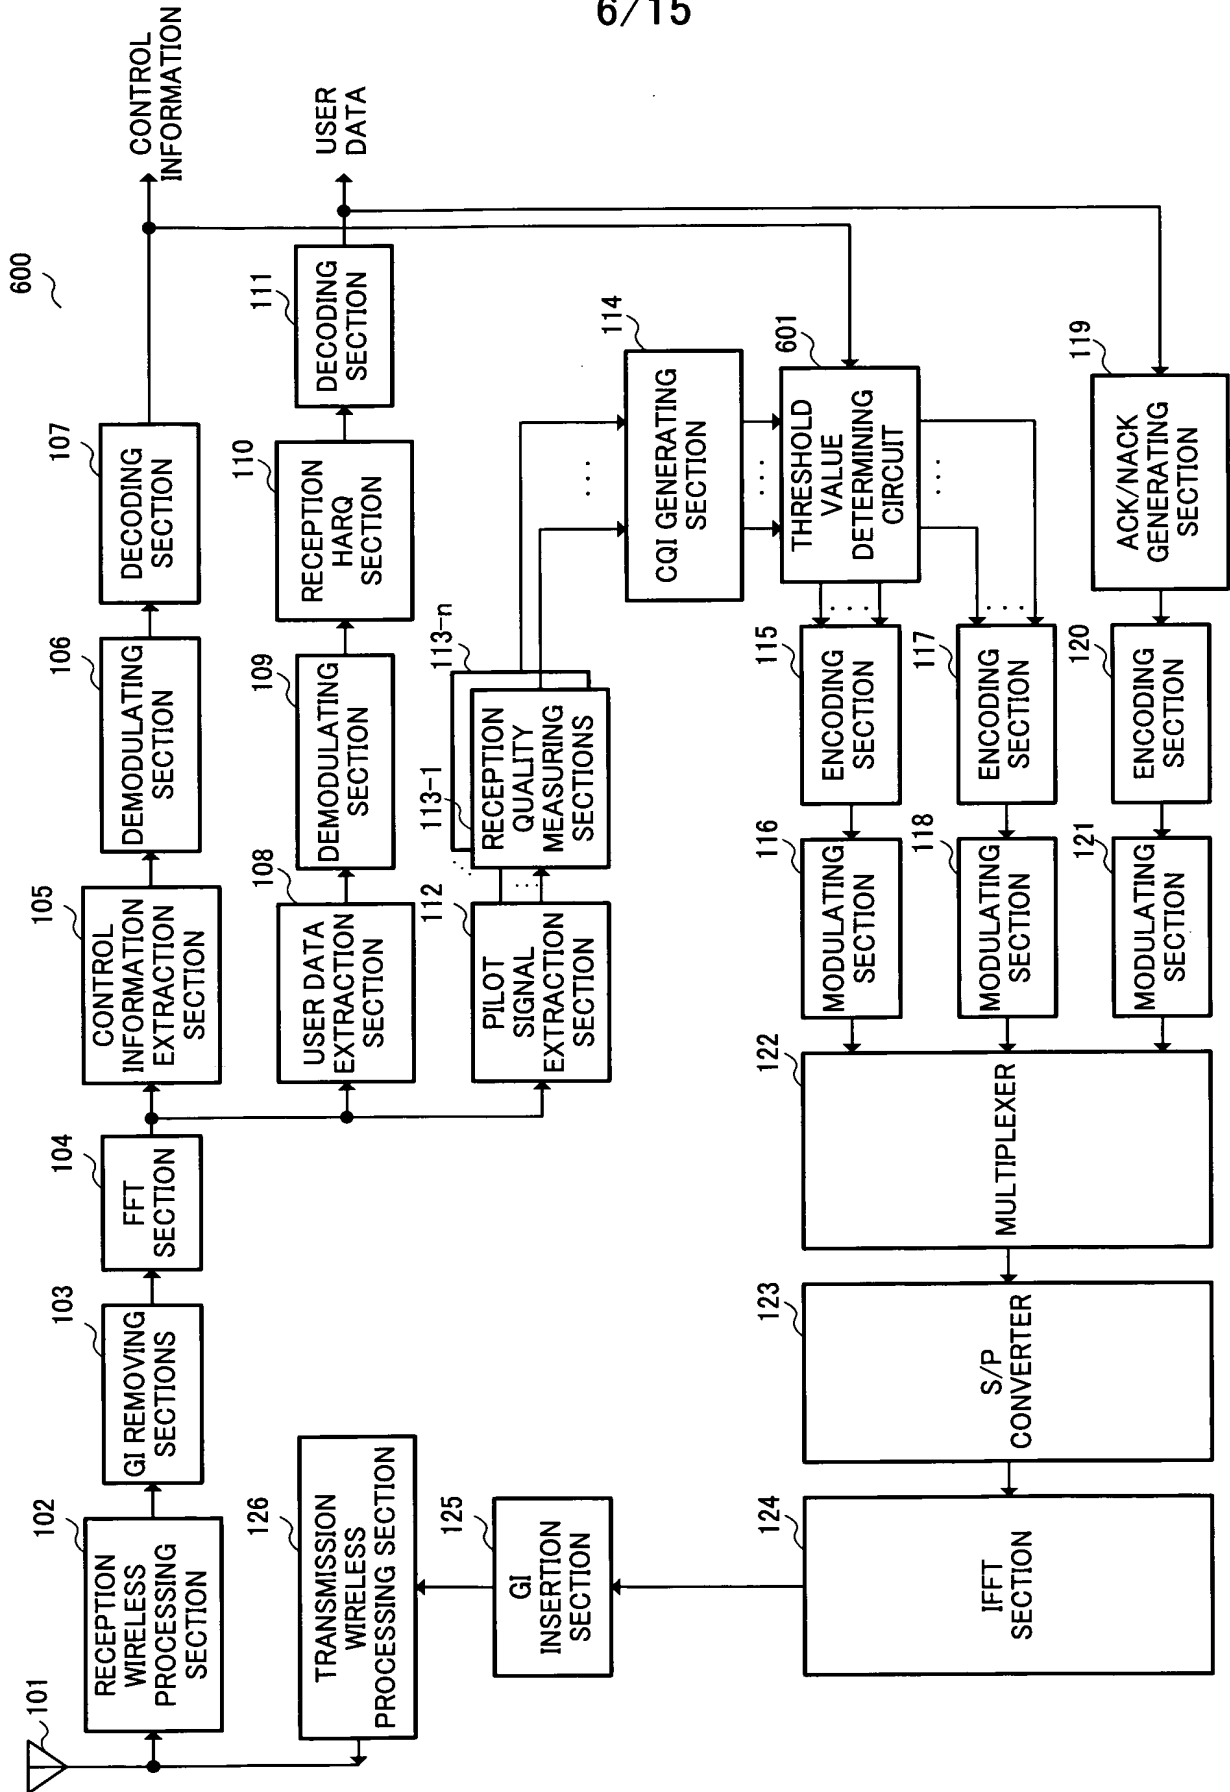 6/15
600
101
102
RECEPTION
WIRELESS
PROCESSING
SECTION
103
GI REMOVING
SECTIONS
104
FFT
SECTION
105
CONTROL
INFORMATION
EXTRACTION
SECTION
106
DEMODULATING
SECTION
107
DECODING
SECTION
CONTROL
INFORMATION
108
USER DATA
EXTRACTION
SECTION
109
DEMODULATING
SECTION
110
RECEPTION
HARQ
SECTION
111
DECODING
SECTION
USER
DATA
112
PILOT
SIGNAL
EXTRACTION
SECTION
113-1
113-n
RECEPTION
QUALITY
MEASURING
SECTIONS
114
CQI GENERATING
SECTION
601
THRESHOLD
VALUE
DETERMINING
CIRCUIT
119
ACK/NACK
GENERATING
SECTION
115
ENCODING
SECTION
116
MODULATING
SECTION
117
ENCODING
SECTION
118
MODULATING
SECTION
120
ENCODING
SECTION
121
MODULATING
SECTION
122
MULTIPLEXER
123
S/P
CONVERTER
124
IFFT
SECTION
125
GI
INSERTION
SECTION
126
TRANSMISSION
WIRELESS
PROCESSING SECTION